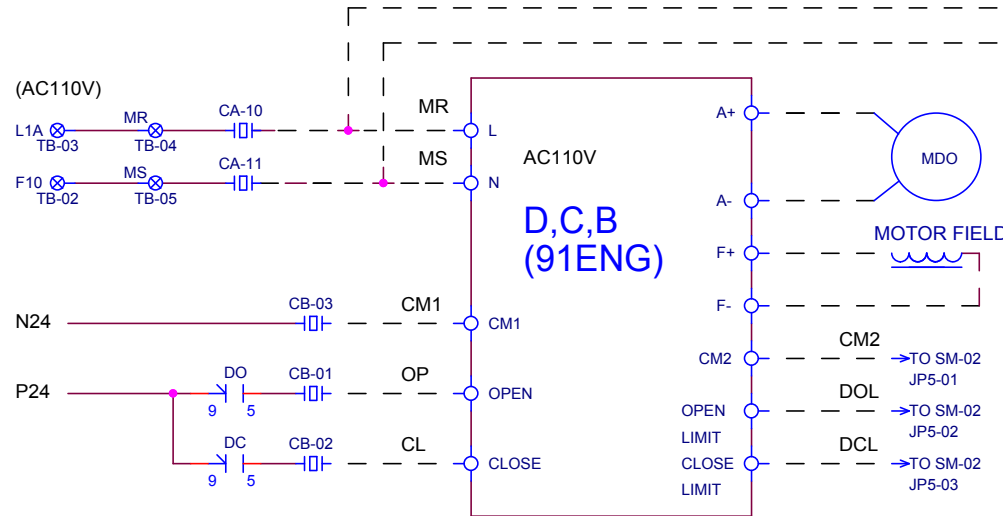 (AC110V)
L1A
TB-03
MR
TB-04
CA-10
MR
L
F10
TB-02
MS
TB-05
CA-11
MS
N
AC110V
D,C,B
(91ENG)
A+
MDO
A-
MOTOR FIELD
F+
F-
N24
CB-03
CM1
CM1
P24
DO
9 5
CB-01
OP
OPEN
DC
9 5
CB-02
CL
CLOSE
CM2
CM2
TO SM-02
JP5-01
OPEN
LIMIT
DOL
TO SM-02
JP5-02
CLOSE
LIMIT
DCL
TO SM-02
JP5-03